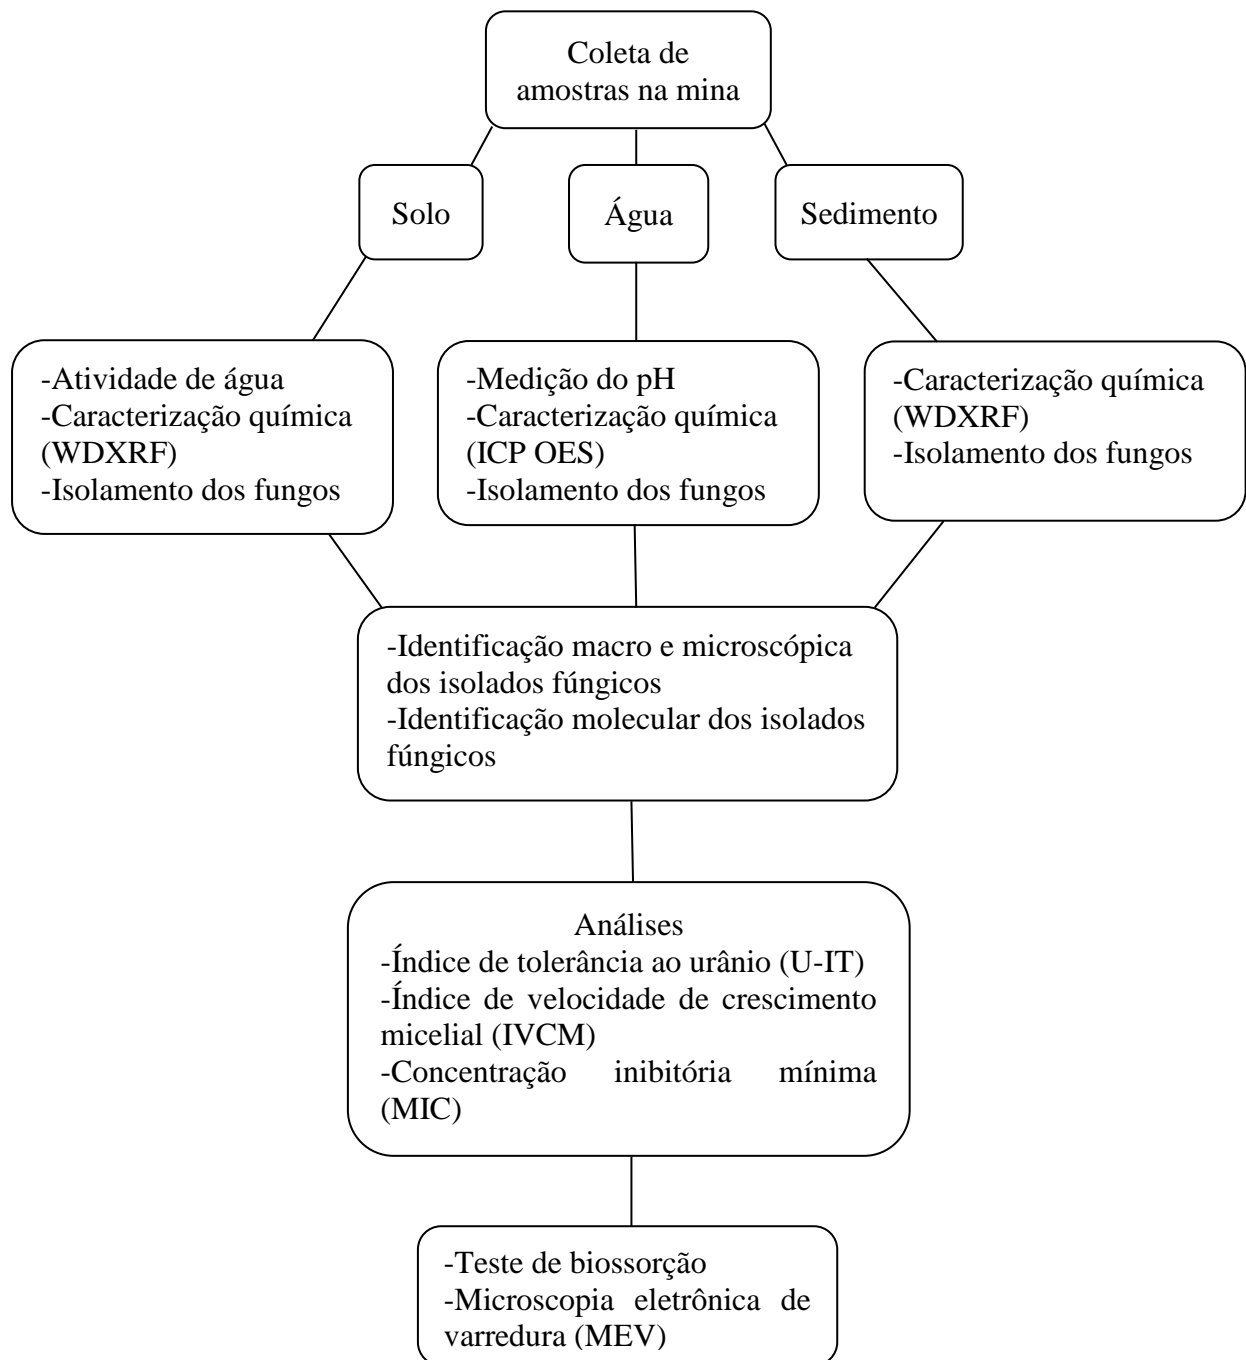 Coleta de
amostras na mina
Solo
Água
Sedimento
-Atividade de água
-Caracterização química
(WDXRF)
-Isolamento dos fungos
-Medição do pH
-Caracterização química
(ICP OES)
-Isolamento dos fungos
-Caracterização química
(WDXRF)
-Isolamento dos fungos
-Identificação macro e microscópica
dos isolados fúngicos
-Identificação molecular dos isolados
fúngicos
Análises
-Índice de tolerância ao urânio (U-IT)
-Índice de velocidade de crescimento
micelial (IVCM)
-Concentração inibitória mínima
(MIC)
-Teste de biossorção
-Microscopia eletrônica de
varredura (MEV)